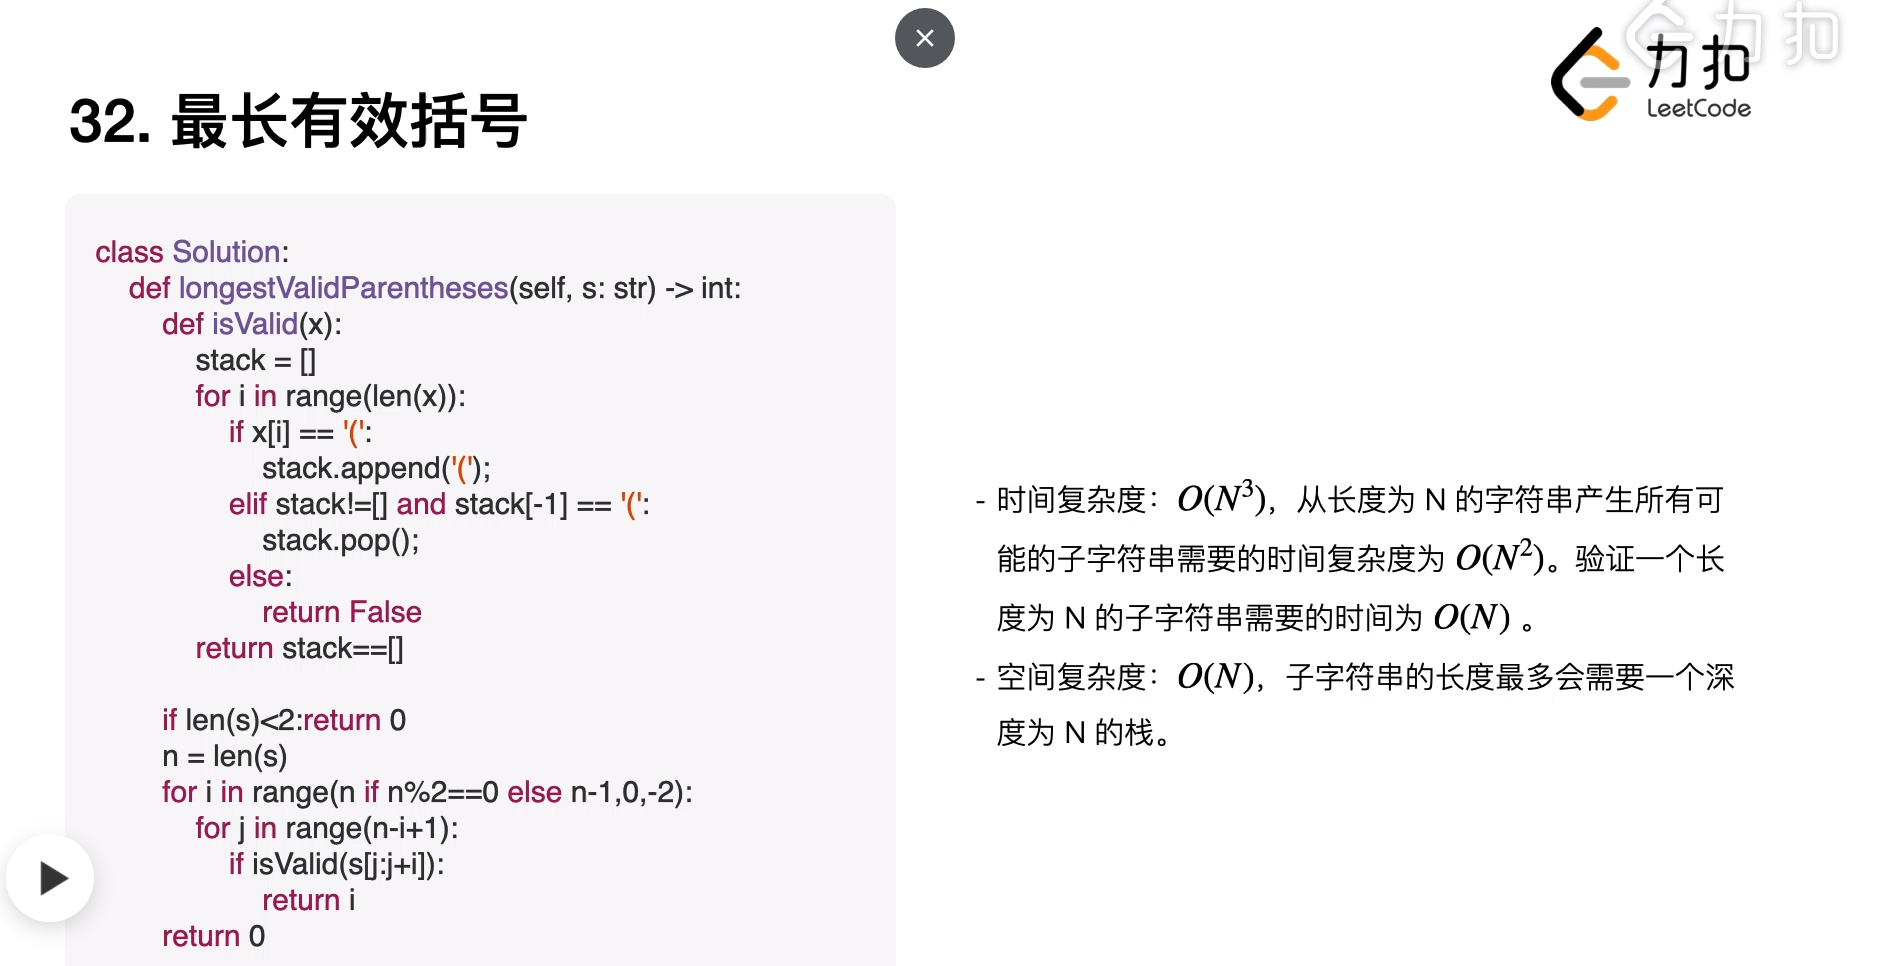 力扣
力扣
LeetCode
32. 最长有效括号
class Solution:
def longestValidParentheses(self, s: str) -> int:
def isValid(x):
stack = []
for i in range(len(x)):
if x[i] == '(':
stack.append('(');
elif stack!=[] and stack[-1] == '(':
stack.pop();
else:
return False
return stack==[]
if len(s)<2:return 0
n = len(s)
for i in range(n if n%2==0 else n-1,0,-2):
for j in range(n-i+1):
if isValid(s[j:j+i]):
return i
return 0
- 时间复杂度：O(N³)，从长度为 N 的字符串产生所有可
能的子字符串需要的时间复杂度为 O(N²)。验证一个长
度为 N 的子字符串需要的时间为 O(N) 。
- 空间复杂度：O(N)，子字符串的长度最多会需要一个深
度为 N 的栈。